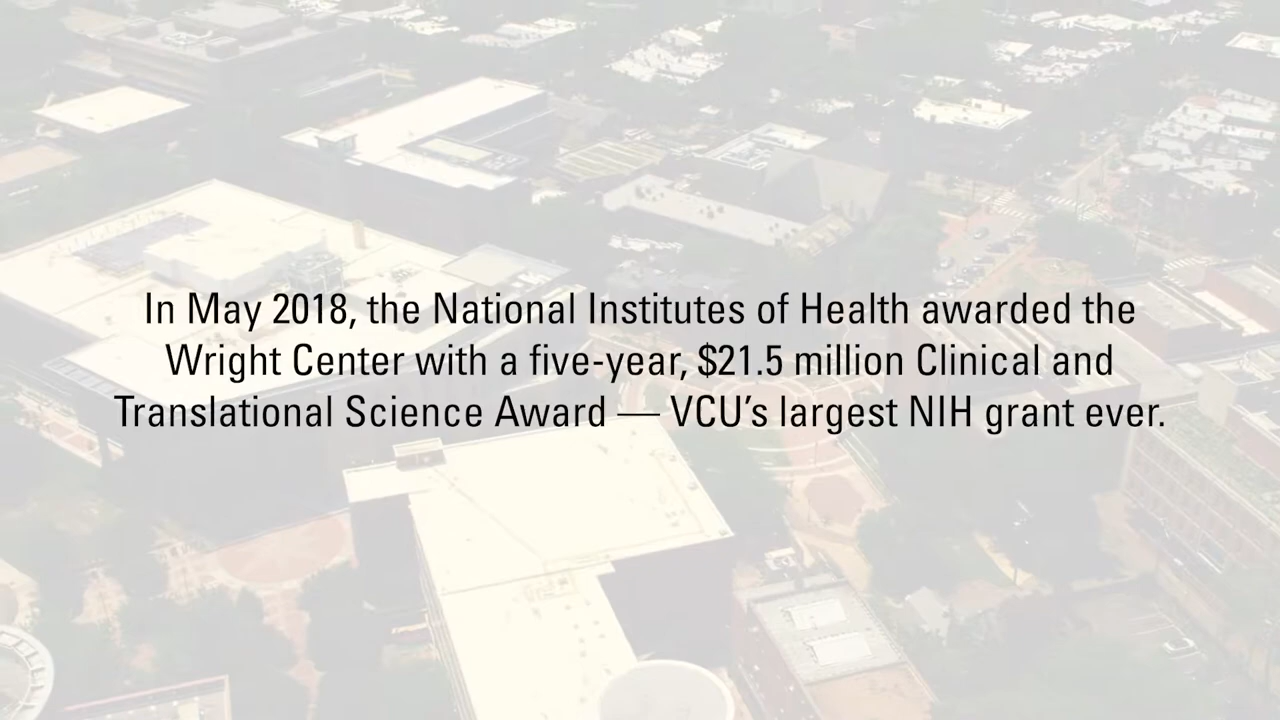 In May 2018, the National Institutes of Health awarded the
Wright Center with a five-year, $21.5 million Clinical and
Translational Science Award — VCU’s largest NIH grant ever.